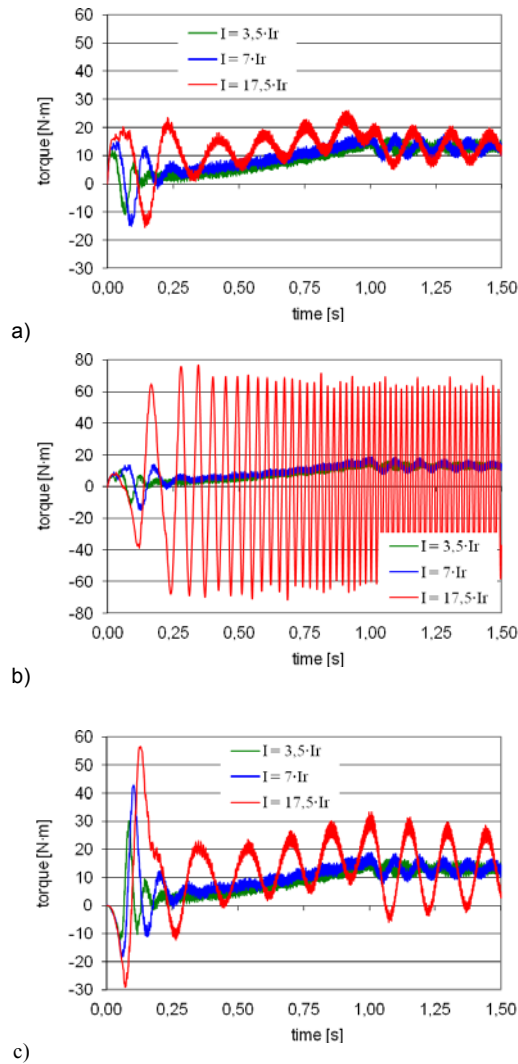 60
50
40
30
20
10
0
-10
-20
-30
torque [N·m]
I = 3,5·Ir
I = 7·Ir
I = 17,5·Ir
0,00 0,25 0,50 0,75 1,00 1,25 1,50
time [s]
a)
80
60
40
20
0
-20
-40
-60
-80
torque [N·m]
I = 3,5·Ir
I = 7·Ir
I = 17,5·Ir
0,00 0,25 0,50 0,75 1,00 1,25 1,50
time [s]
b)
60
50
40
30
20
10
0
-10
-20
-30
torque [N·m]
I = 3,5·Ir
I = 7·Ir
I = 17,5·Ir
0,00 0,25 0,50 0,75 1,00 1,25 1,50
time [s]
c)